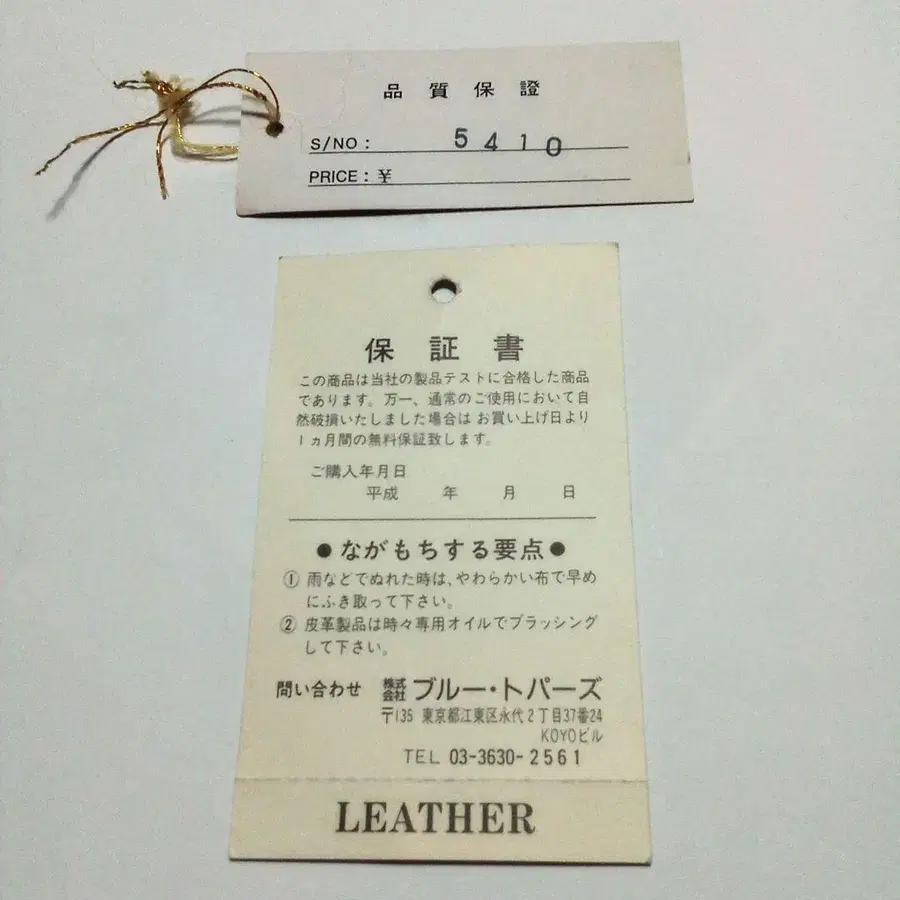 品質保證
S/NO: 5410
PRICE: ¥
保証書
この商品は当社の製品テストに合格した商品
であります。万一、通常のご使用において自
然破損いたしました場合は お買い上げ日より
1ヵ月間の無料保証致します。
ご購入年月日
平成 年 月 日
●ながもちする要点●
① 雨などでぬれた時は、やわらかい布で早め
にふき取って下さい。
② 皮革製品は時々専用オイルでブラッシング
して下さい。
問い合わせ 株式会社 ブルー・トパーズ
〒135 東京都江東区永代2丁目37番24
KOYOビル
TEL 03-3630-2561
LEATHER